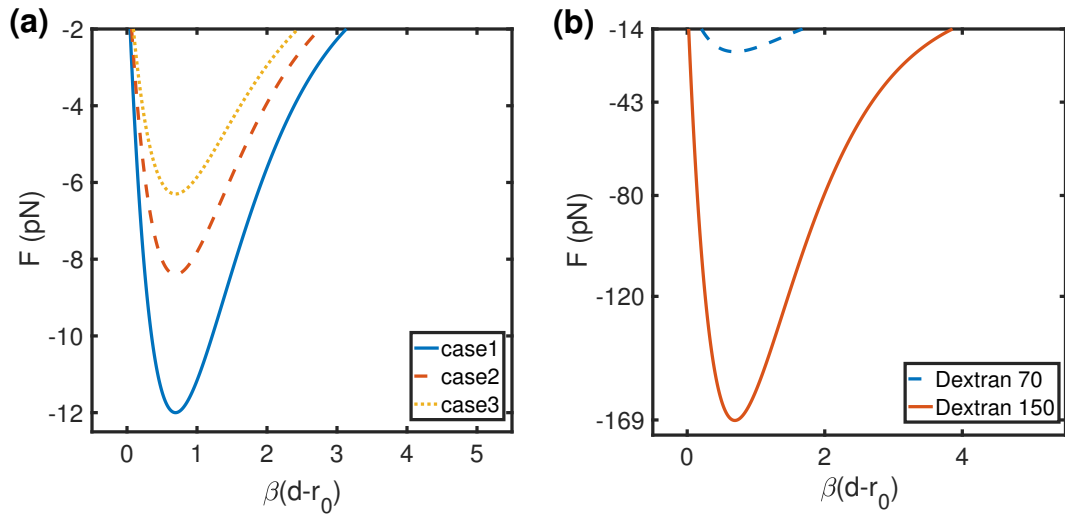 (a)
-2
-4
-6
-8
-10
-12
F (pN)
0 1 2 3 4 5
β(d-r0)
case1
case2
case3
(b)
-14
-43
-80
-120
-169
F (pN)
0 2 4
β(d-r0)
Dextran 70
Dextran 150